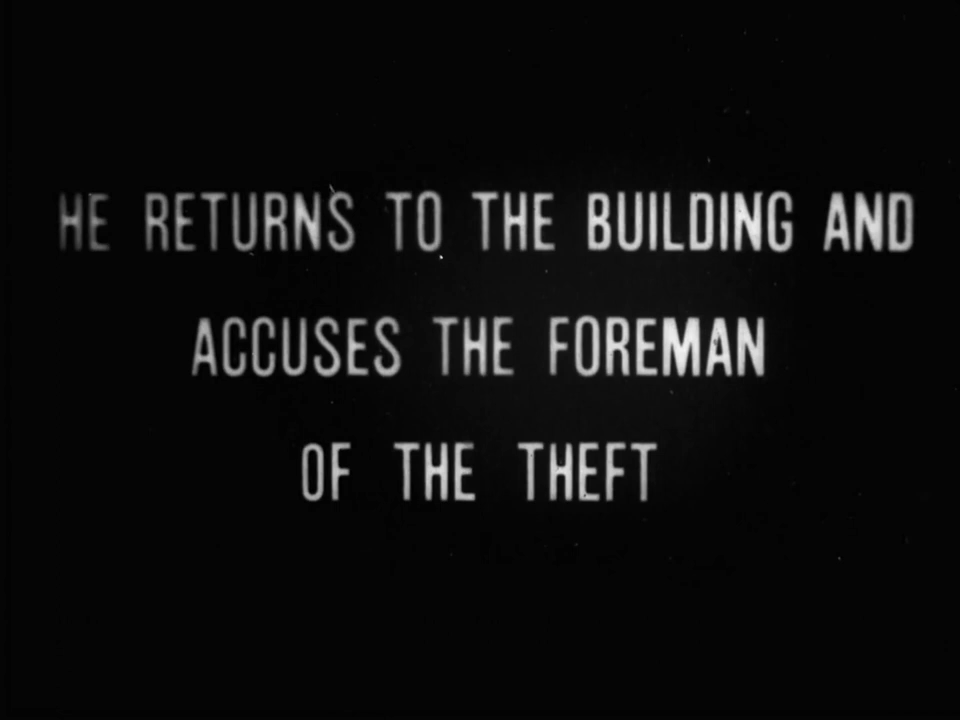 HE RETURNS TO THE BUILDING AND
ACCUSES THE FOREMAN
OF THE THEFT